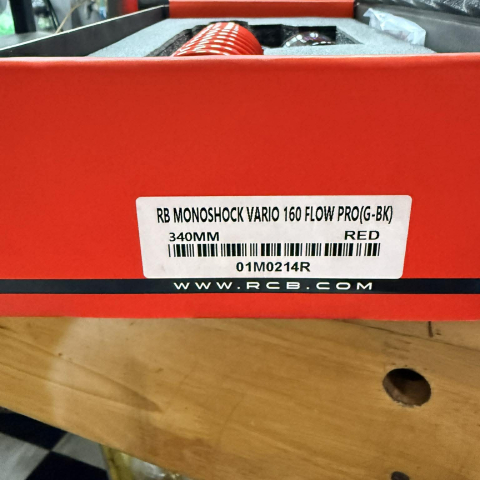 RB MONOSHOCK VARIO 160 FLOW PRO(G-BK)
340MM RED
01M0214R
WWW.RCB.COM